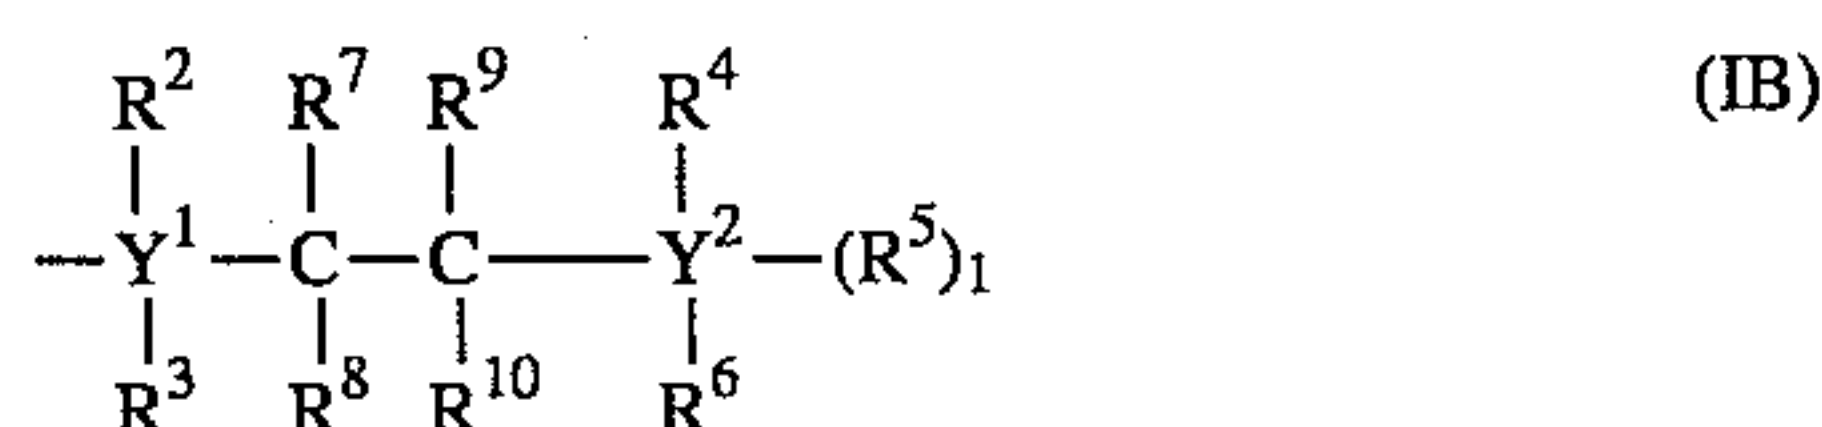 R² R⁷ R⁹ R⁴ (IB)
—Y¹—C—C—Y²—(R⁵)₁
R³ R⁸ R¹⁰ R⁶